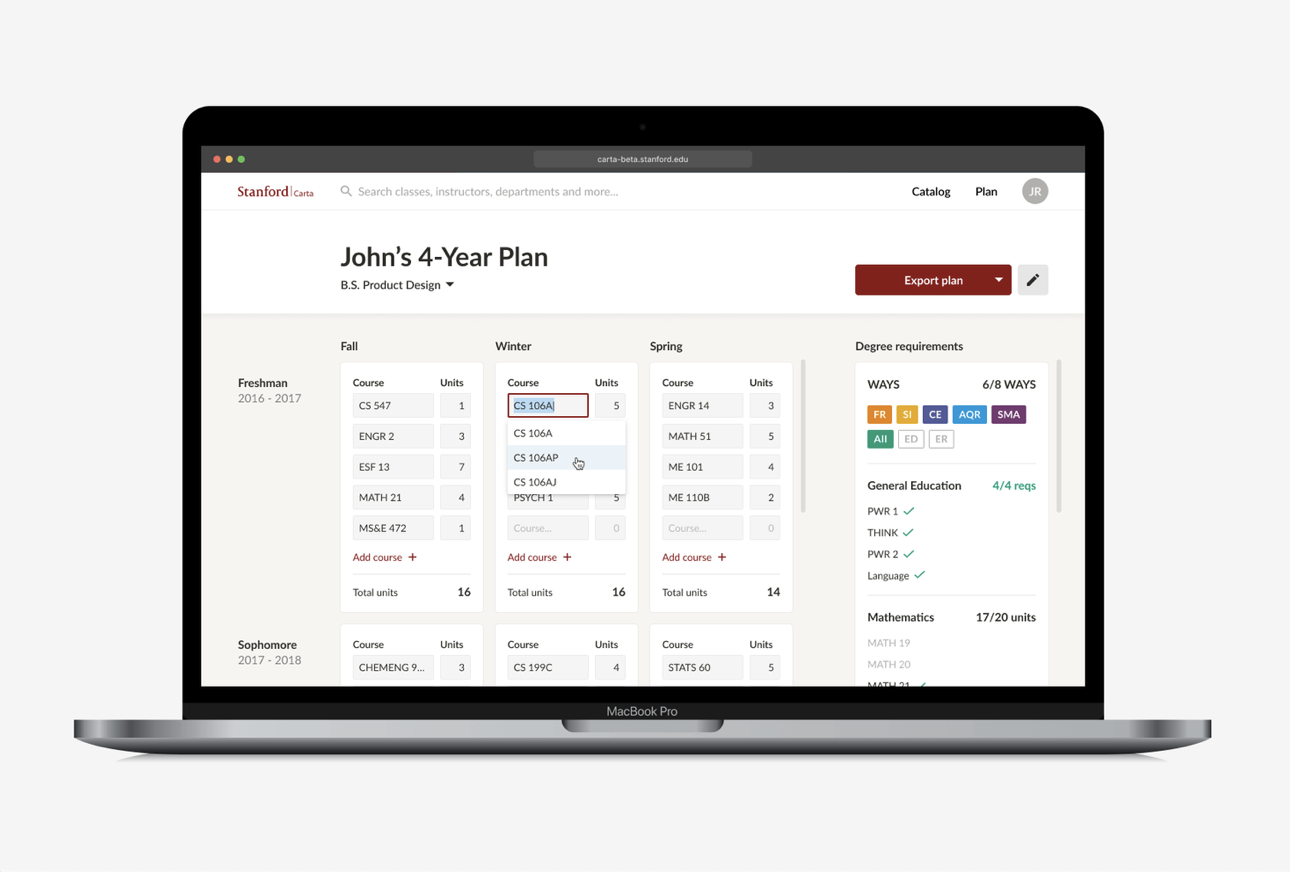 carta-beta.stanford.edu
Stanford | Carta
Search classes, instructors, departments and more...
Catalog
Plan
JR
John's 4-Year Plan
B.S. Product Design
Export plan
Fall
Winter
Spring
Degree requirements
Freshman
2016 - 2017
Course Units
CS 547 1
ENGR 2 3
ESF 13 7
MATH 21 4
MS&E 472 1
Add course +
Total units 16
Course Units
CS 106A 5
CS 106A
CS 106AP
CS 106AJ
PSYCH 1 5
Course... 0
Add course +
Total units 16
Course Units
ENGR 14 3
MATH 51 5
ME 101 4
ME 110B 2
Course... 0
Add course +
Total units 14
WAYS 6/8 WAYS
FR SI CE AQR SMA
AII ED ER
General Education 4/4 reqs
PWR 1
THINK
PWR 2
Language
Mathematics 17/20 units
MATH 19
MATH 20
MATH 21
Sophomore
2017 - 2018
Course Units
CHEMENG 9... 3
Course Units
CS 199C 4
Course Units
STATS 60 5
MacBook Pro